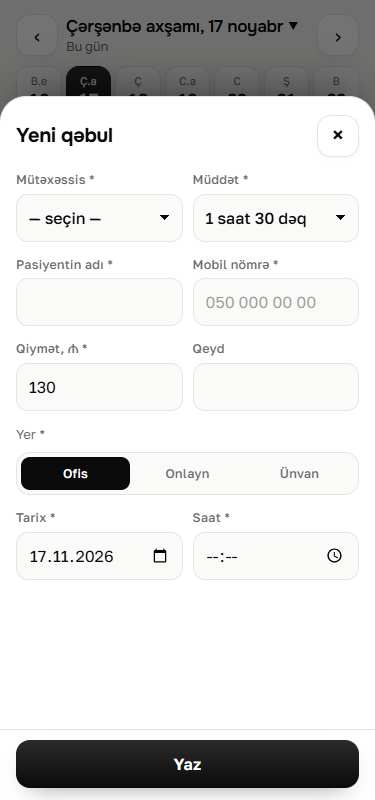 Çərşənbə axşamı, 17 noyabr ▼
Bu gün
B.e Ç.a Ç C.a C Ş B
Yeni qəbul
Mütəxəssis * Müddət *
— seçin — 1 saat 30 dəq
Pasiyentin adı * Mobil nömrə *
050 000 00 00
Qiymət, ₼ * Qeyd
130
Yer *
Ofis Onlayn Ünvan
Tarix * Saat *
17.11.2026 --:--
Yaz